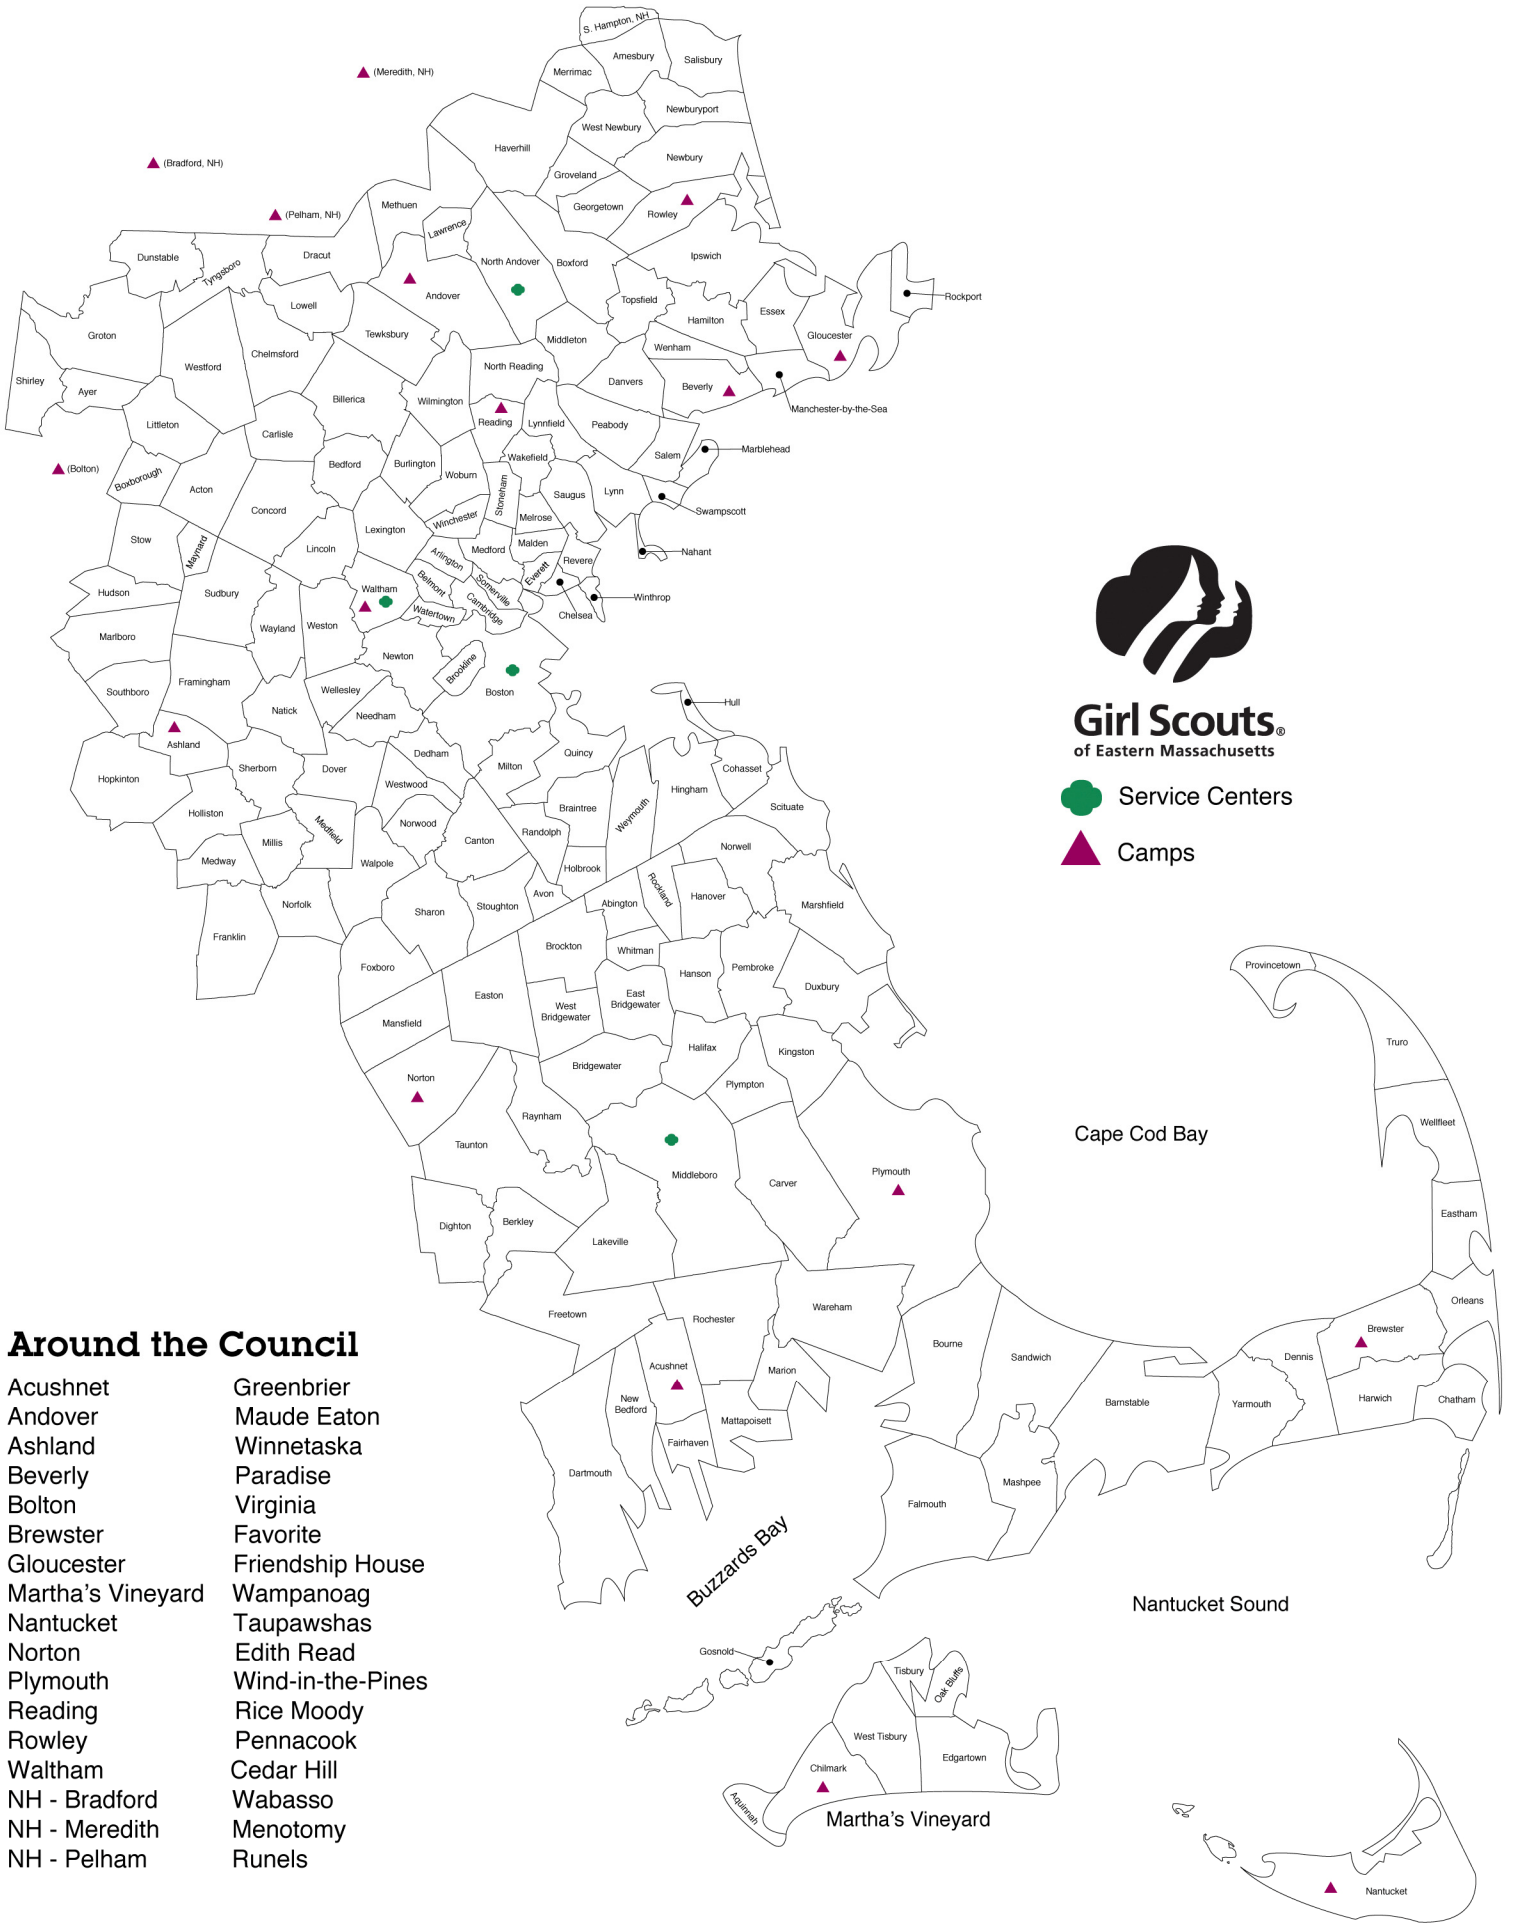 S. Hampton, NH
Amesbury
Salisbury
Merrimac
(Meredith, NH)
Newburyport
West Newbury
Haverhill
Newbury
(Bradford, NH)
Groveland
Methuen
Georgetown
Rowley
(Pelham, NH)
Lawrence
Dunstable
Tyngsboro
Dracut
North Andover
Boxford
Ipswich
Andover
Topsfield
Rockport
Lowell
Essex
Groton
Tewksbury
Hamilton
Gloucester
Middleton
Wenham
Chelmsford
Westford
North Reading
Shirley
Ayer
Danvers
Beverly
Billerica
Wilmington
Manchester-by-the-Sea
Littleton
Carlisle
Reading
Lynnfield
Peabody
Marblehead
Salem
Wakefield
(Bolton)
Boxborough
Acton
Bedford
Burlington
Woburn
Stoneham
Saugus
Lynn
Concord
Swampscott
Winchester
Melrose
Lexington
Stow
Maynard
Lincoln
Arlington
Medford
Malden
Nahant
Revere
Everett
Hudson
Sudbury
Waltham
Belmont
Somerville
Cambridge
Winthrop
Watertown
Chelsea
Marlboro
Wayland
Weston
Newton
Brookline
Boston
Southboro
Framingham
Wellesley
Natick
Needham
Hull
Girl Scouts®
of Eastern Massachusetts
Service Centers
Camps
Ashland
Dedham
Quincy
Hopkinton
Sherborn
Dover
Milton
Cohasset
Westwood
Hingham
Holliston
Norwood
Braintree
Weymouth
Scituate
Medfield
Millis
Canton
Randolph
Medway
Walpole
Norwell
Holbrook
Avon
Rockland
Hanover
Norfolk
Sharon
Stoughton
Abington
Marshfield
Franklin
Brockton
Whitman
Foxboro
Hanson
Pembroke
Provincetown
Easton
West
Bridgewater
East
Bridgewater
Duxbury
Mansfield
Halifax
Kingston
Truro
Bridgewater
Norton
Plympton
Raynham
Wellfleet
Cape Cod Bay
Taunton
Middleboro
Carver
Plymouth
Dighton
Berkley
Lakeville
Eastham
Orleans
Freetown
Rochester
Wareham
Brewster
Bourne
Sandwich
Dennis
Acushnet
Marion
New
Bedford
Barnstable
Yarmouth
Harwich
Chatham
Mattapoisett
Fairhaven
Dartmouth
Mashpee
Falmouth
Buzzards Bay
Nantucket Sound
Gosnold
Tisbury
Oak Bluffs
West Tisbury
Edgartown
Chilmark
Aquinnah
Martha's Vineyard
Nantucket
Around the Council
Acushnet Greenbrier
Andover Maude Eaton
Ashland Winnetaska
Beverly Paradise
Bolton Virginia
Brewster Favorite
Gloucester Friendship House
Martha's Vineyard Wampanoag
Nantucket Taupawshas
Norton Edith Read
Plymouth Wind-in-the-Pines
Reading Rice Moody
Rowley Pennacook
Waltham Cedar Hill
NH - Bradford Wabasso
NH - Meredith Menotomy
NH - Pelham Runels